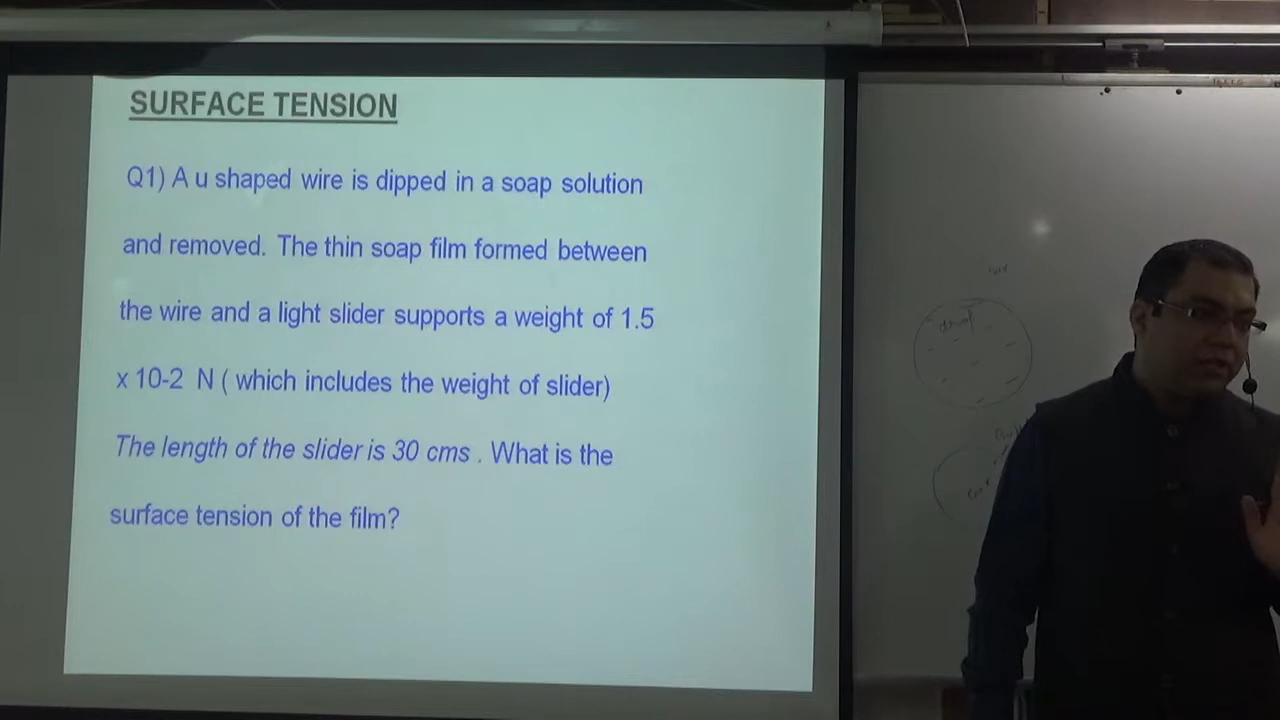 SURFACE TENSION
Q1) A u shaped wire is dipped in a soap solution
and removed. The thin soap film formed between
the wire and a light slider supports a weight of 1.5
x 10-2 N ( which includes the weight of slider)
The length of the slider is 30 cms . What is the
surface tension of the film?